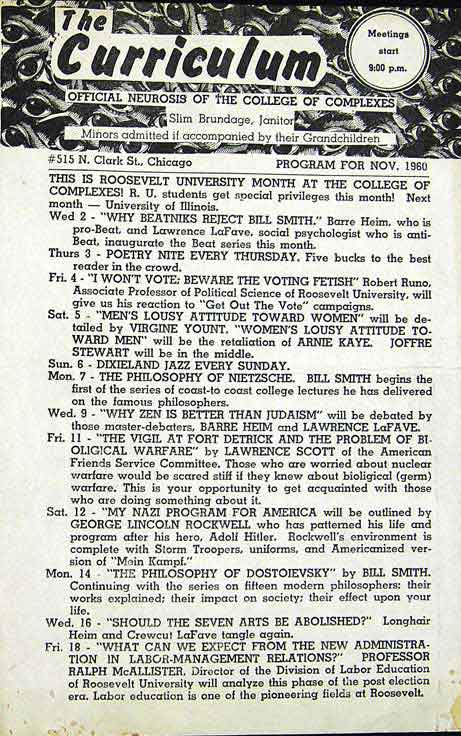 The
Curriculum
Meetings
start
9:00 p.m.
OFFICIAL NEUROSIS OF THE COLLEGE OF COMPLEXES
Slim Brundage, Janitor
Minors admitted if accompanied by their Grandchildren
#515 N. Clark St., Chicago PROGRAM FOR NOV. 1960
THIS IS ROOSEVELT UNIVERSITY MONTH AT THE COLLEGE OF
COMPLEXES! R. U. students get special privileges this month! Next
month — University of Illinois.
Wed 2 - "WHY BEATNIKS REJECT BILL SMITH." Barre Heim, who is
pro-Beat, and Lawrence LaFave, social psychologist who is anti-
Beat, inaugurate the Beat series this month.
Thurs 3 - POETRY NITE EVERY THURSDAY. Five bucks to the best
reader in the crowd.
Fri. 4 - "I WON'T VOTE; BEWARE THE VOTING FETISH" Robert Runo,
Associate Professor of Political Science of Roosevelt University, will
give us his reaction to "Get Out The Vote" campaigns.
Sat. 5 - "MEN'S LOUSY ATTITUDE TOWARD WOMEN" will be de-
tailed by VIRGINE YOUNT. "WOMEN'S LOUSY ATTITUDE TO-
WARD MEN" will be the retaliation of ARNIE KAYE. JOFFRE
STEWART will be in the middle.
Sun. 6 - DIXIELAND JAZZ EVERY SUNDAY.
Mon. 7 - THE PHILOSOPHY OF NIETZSCHE. BILL SMITH begins the
first of the series of coast-to coast college lectures he has delivered
on the famous philosophers.
Wed. 9 - "WHY ZEN IS BETTER THAN JUDAISM" will be debated by
those master-debaters, BARRE HEIM and LAWRENCE LaFAVE.
Fri. 11 - "THE VIGIL AT FORT DETRICK AND THE PROBLEM OF BI-
OLIGICAL WARFARE" by LAWRENCE SCOTT of the American
Friends Service Committee. Those who are worried about nuclear
warfare would be scared stiff if they knew about bioligical (germ)
warfare. This is your opportunity to get acquainted with those
who are doing something about it.
Sat. 12 - "MY NAZI PROGRAM FOR AMERICA will be outlined by
GEORGE LINCOLN ROCKWELL who has patterned his life and
program after his hero, Adolf Hitler. Rockwell's environment is
complete with Storm Troopers, uniforms, and Americanized ver-
sion of "Mein Kampf."
Mon. 14 - "THE PHILOSOPHY OF DOSTOIEVSKY" by BILL SMITH.
Continuing with the series on fifteen modern philosophers; their
works explained; their impact on society; their effect upon your
life.
Wed. 16 - "SHOULD THE SEVEN ARTS BE ABOLISHED?" Longhair
Heim and Crewcut LaFave tangle again.
Fri. 18 - "WHAT CAN WE EXPECT FROM THE NEW ADMINISTRA-
TION IN LABOR-MANAGEMENT RELATIONS?" PROFESSOR
RALPH McALLISTER, Director of the Division of Labor Education
of Roosevelt University will analyze this phase of the post election
era. Labor education is one of the pioneering fields at Roosevelt.